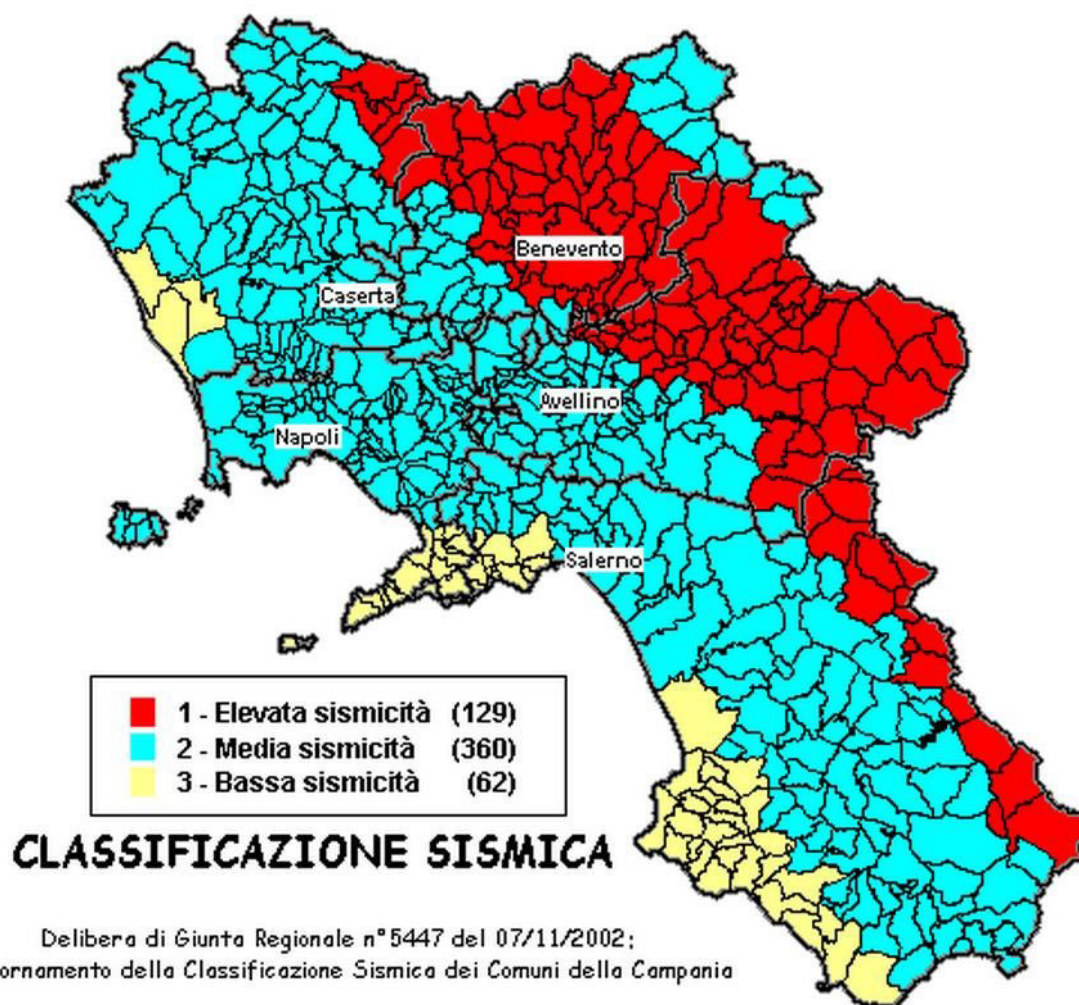 Benevento
Caserta
Avellino
Napoli
Salerno
1 - Elevata sismicità (129)
2 - Media sismicità (360)
3 - Bassa sismicità (62)
CLASSIFICAZIONE SISMICA
Delibera di Giunta Regionale n°5447 del 07/11/2002;
ornamento della Classificazione Sismica dei Comuni della Campania